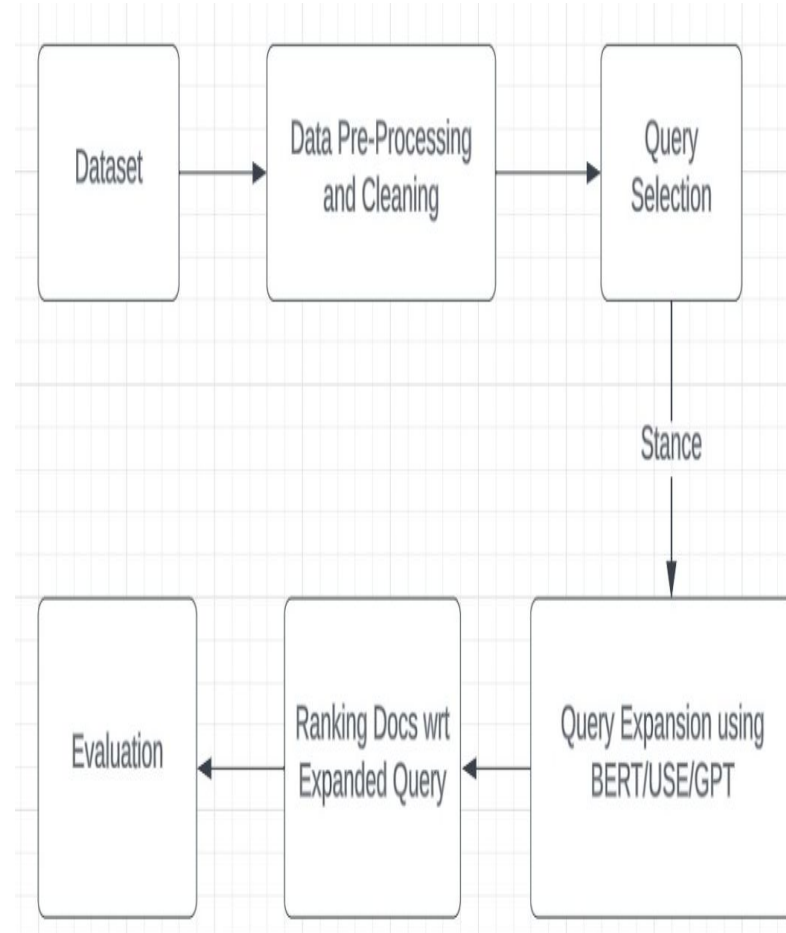 Dataset
Data Pre-Processing
and Cleaning
Query
Selection
Stance
Query Expansion using
BERT/USE/GPT
Ranking Docs wrt
Expanded Query
Evaluation